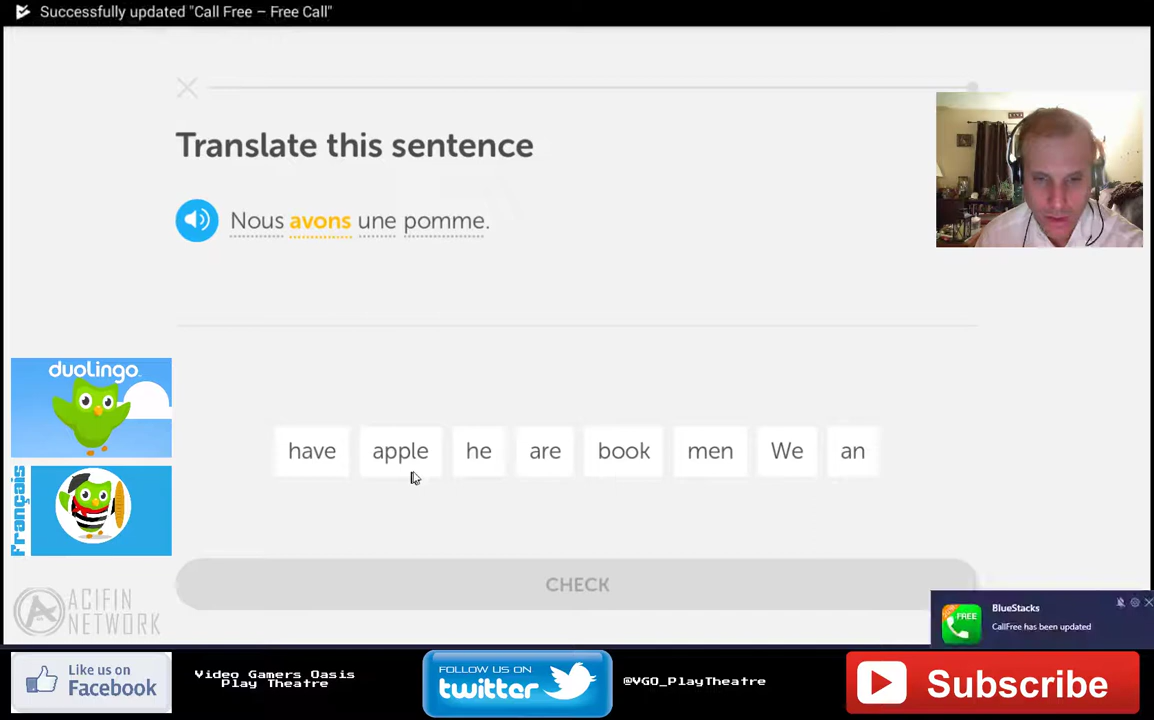 Successfully updated "Call Free – Free Call"
Translate this sentence
Nous avons une pomme.
duolingo
Français
have apple he are book men We an
CHECK
ACIFIN
NETWORK
FREE
BlueStacks
CallFree has been updated
Like us on
Facebook
Video Gamers Oasis
Play Theatre
FOLLOW US ON
twitter
@VGO_PlayTheatre
Subscribe